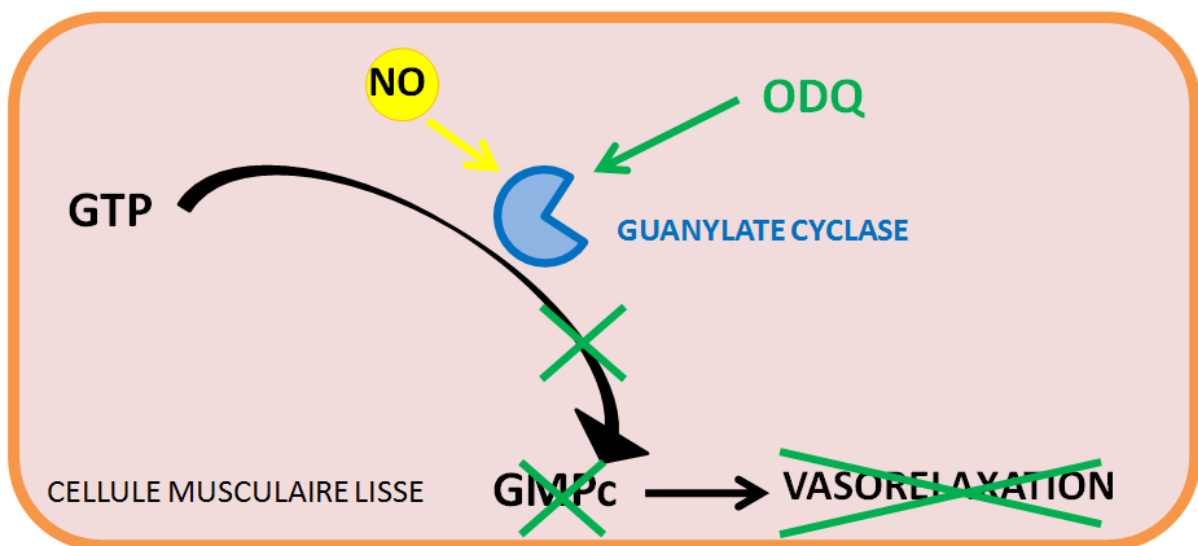 NO
ODQ
GTP
GUANYLATE CYCLASE
CELLULE MUSCULAIRE LISSE
GMPc
VASORELAXATION